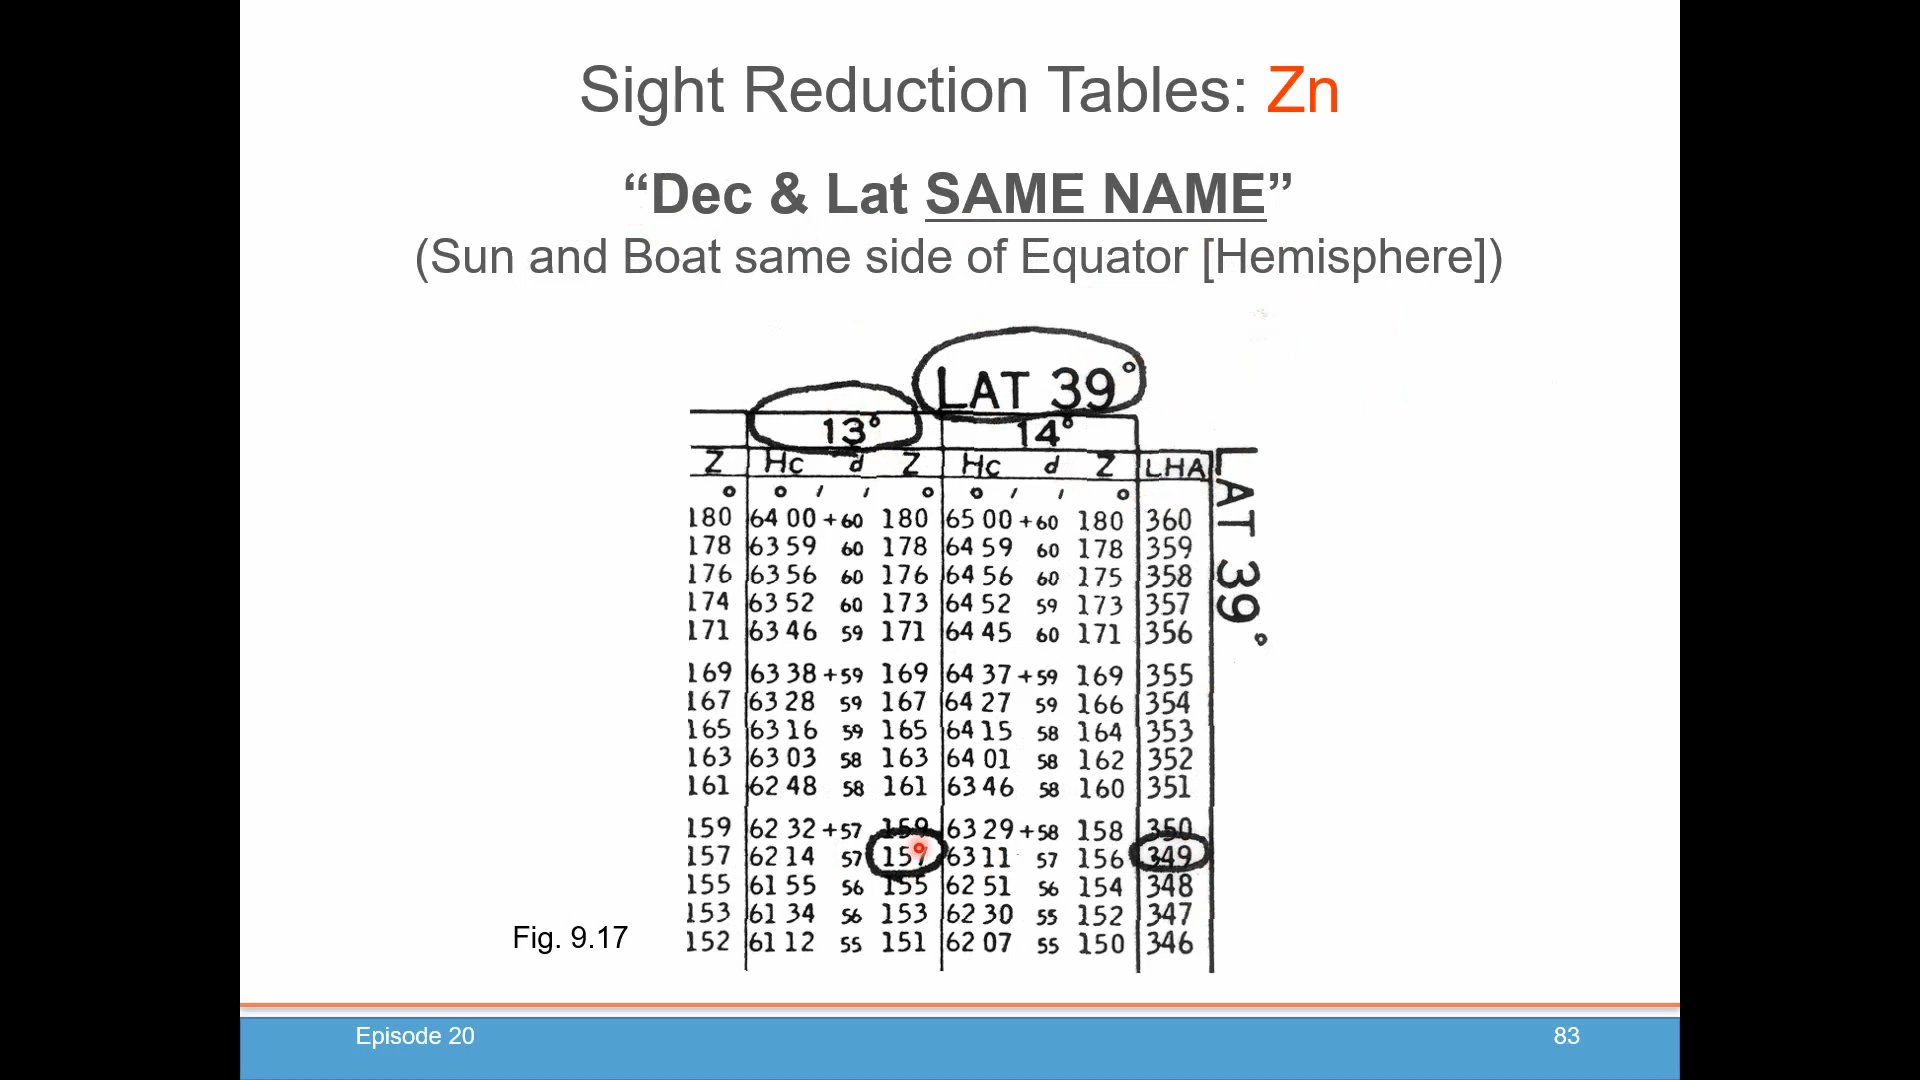 Sight Reduction Tables: Zn
“Dec & Lat SAME NAME”
(Sun and Boat same side of Equator [Hemisphere])
LAT 39°
13° 14°
Z Hc d Z Hc d Z LHA
° ° ′ ′ ° ° ′ ′ °
180 64 00 +60 180 65 00 +60 180 360
178 63 59 60 178 64 59 60 178 359
176 63 56 60 176 64 56 60 175 358
174 63 52 60 173 64 52 59 173 357
171 63 46 59 171 64 45 60 171 356
169 63 38 +59 169 64 37 +59 169 355
167 63 28 59 167 64 27 59 166 354
165 63 16 59 165 64 15 58 164 353
163 63 03 58 163 64 01 58 162 352
161 62 48 58 161 63 46 58 160 351
159 62 32 +57 159 63 29 +58 158 350
157 62 14 57 157 63 11 57 156 349
155 61 55 56 155 62 51 56 154 348
153 61 34 56 153 62 30 55 152 347
152 61 12 55 151 62 07 55 150 346
LAT 39°
Fig. 9.17
Episode 20
83